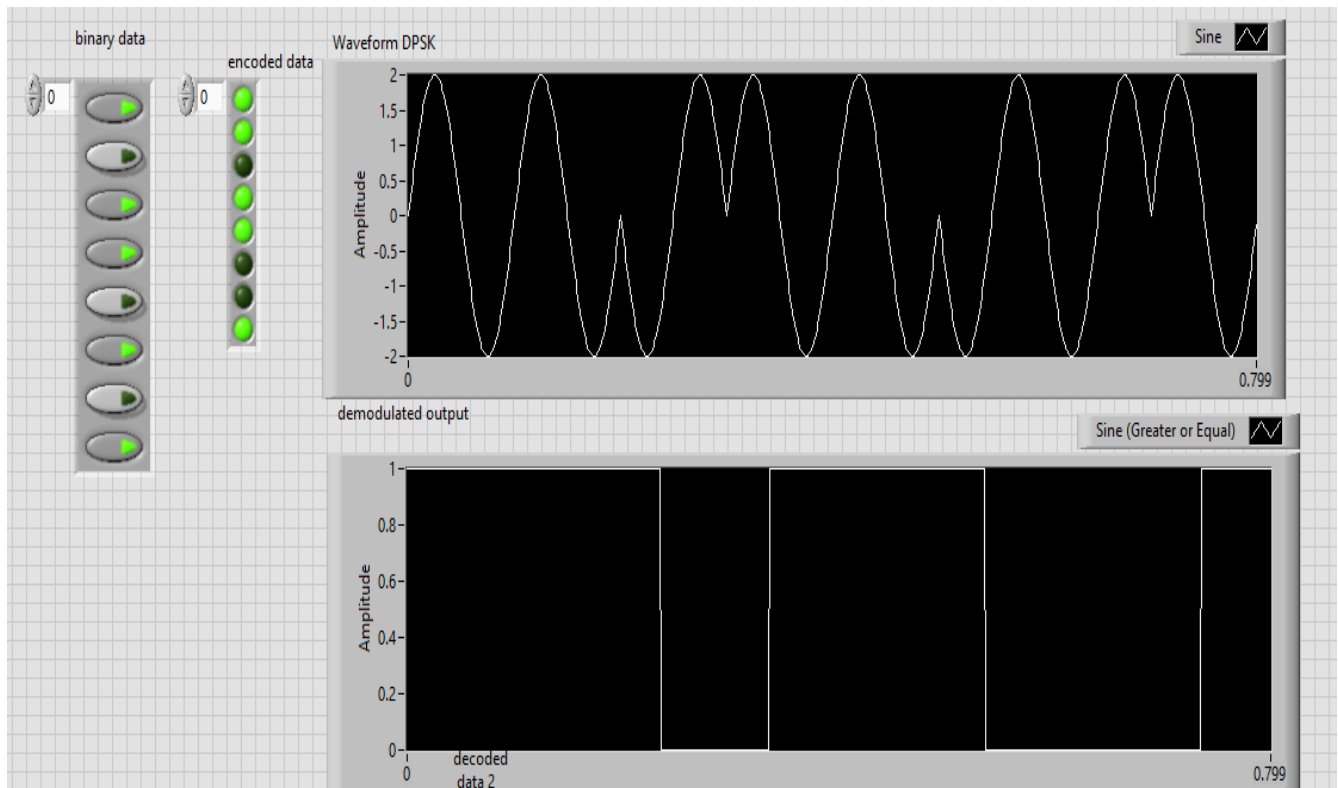 binary data
encoded data
0
0
Waveform DPSK
Sine
Amplitude
2
1.5
1
0.5
0
-0.5
-1
-1.5
-2
0
0.799
demodulated output
Sine (Greater or Equal)
Amplitude
1
0.8
0.6
0.4
0.2
0
0
0.799
decoded
data 2